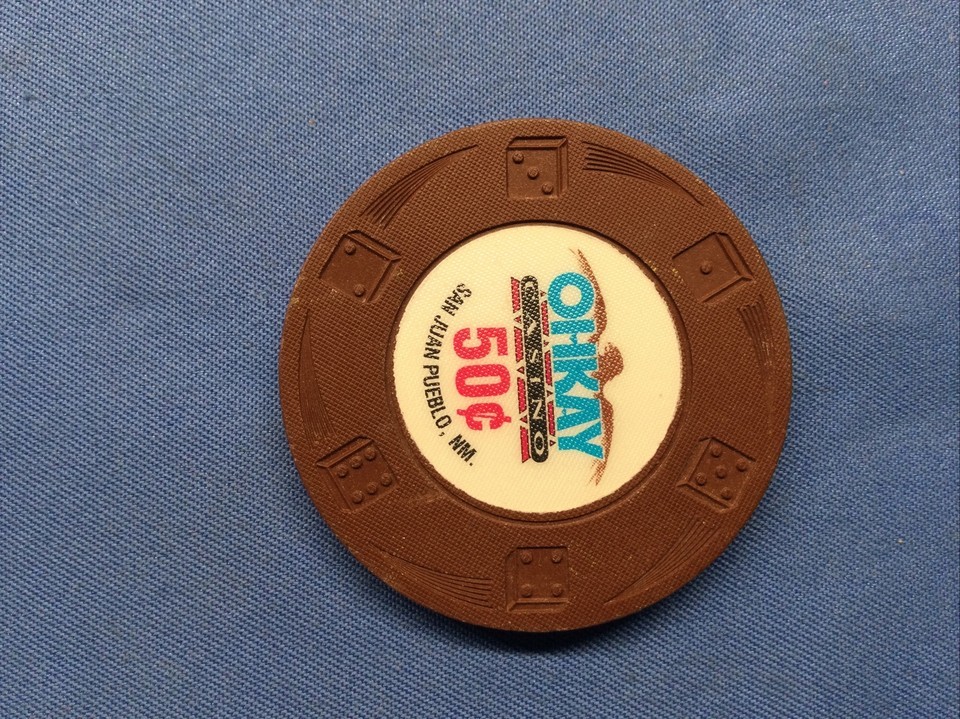 OHKAY
CASINO
50¢
SAN JUAN PUEBLO, NM.